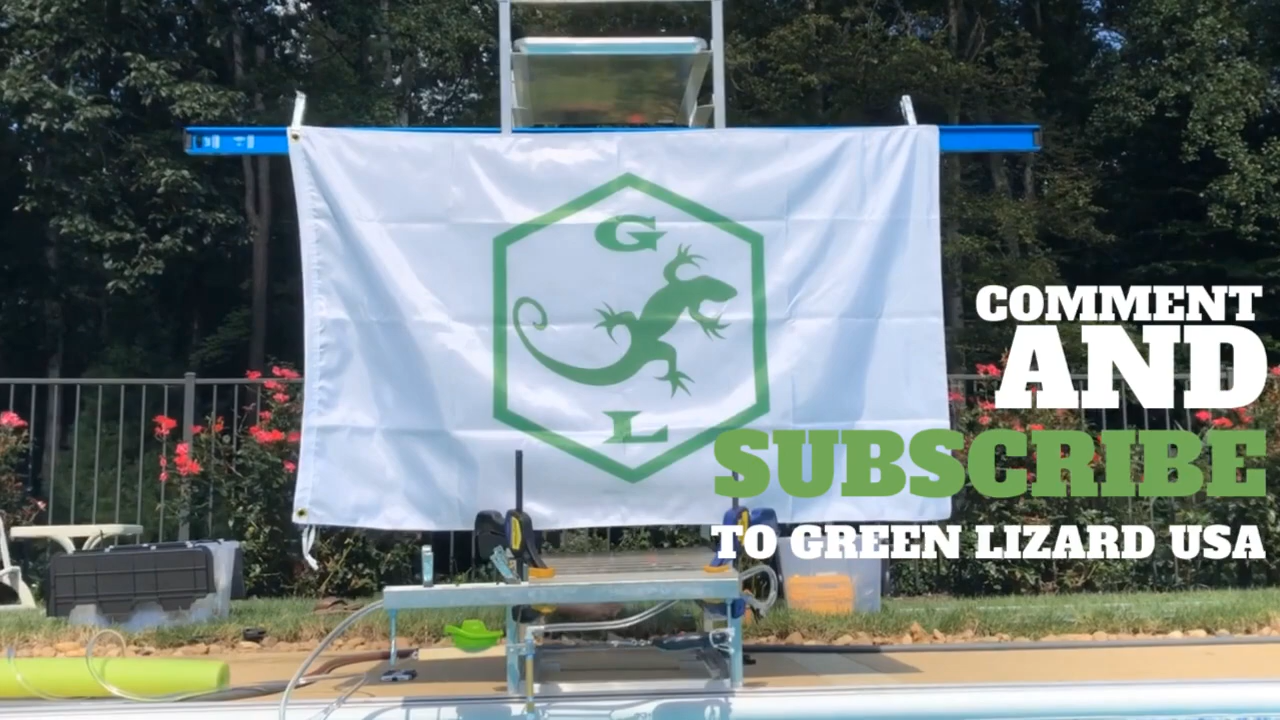 G
L
COMMENT
AND
SUBSCRIBE
TO GREEN LIZARD USA